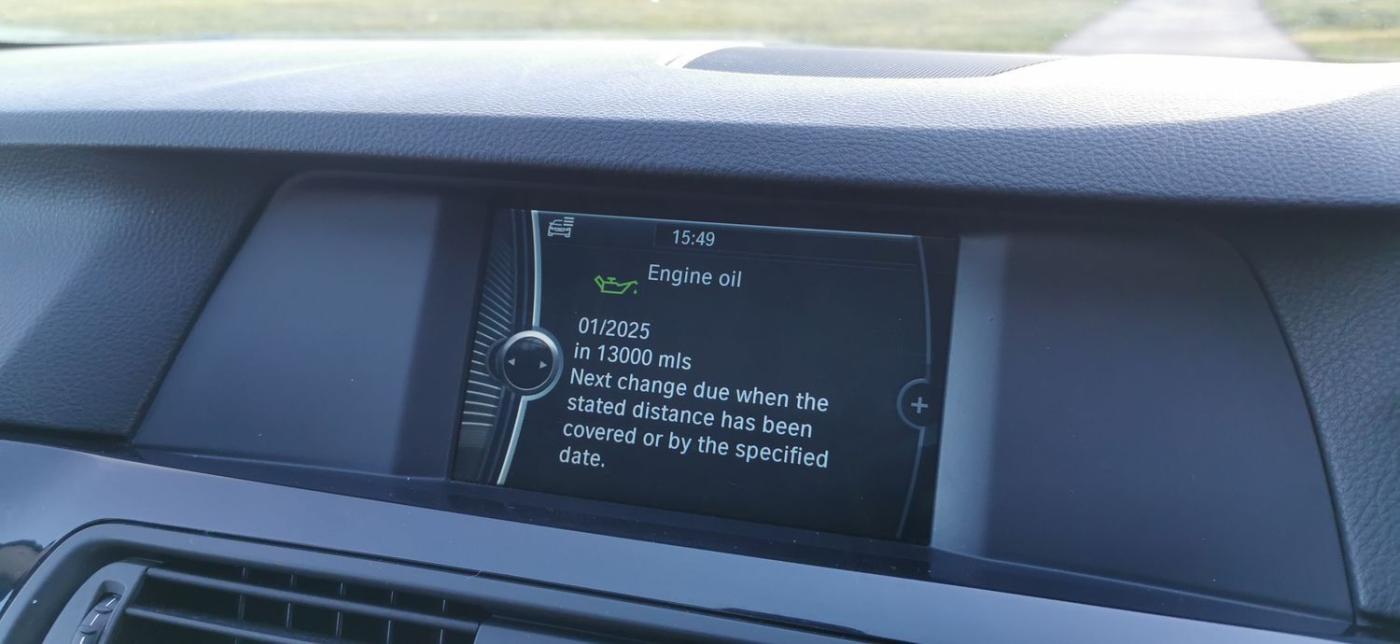 15:49
Engine oil
01/2025
in 13000 mls
Next change due when the
stated distance has been
covered or by the specified
date.